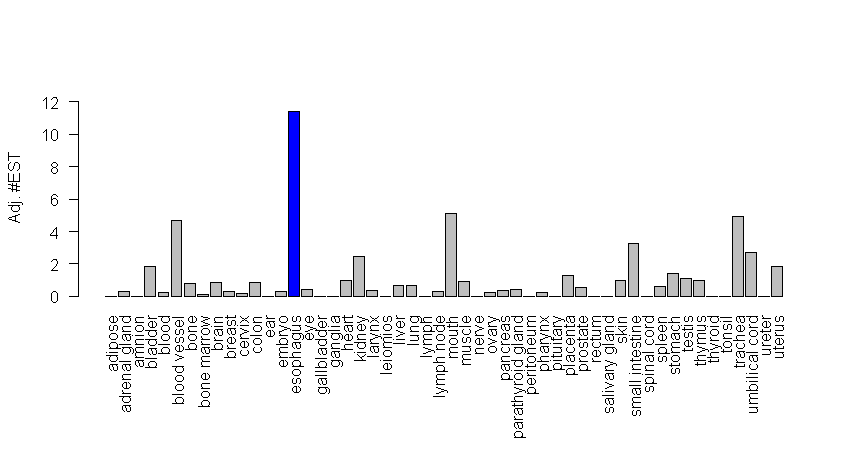 Adj. #EST
12
10
8
6
4
2
0
adipose
adrenal gland
amnion
bladder
blood
blood vessel
bone
bone marrow
brain
breast
cervix
colon
ear
embryo
esophagus
eye
gallbladder
ganglia
heart
kidney
larynx
leiomios
liver
lung
lymph
lymph node
mouth
muscle
nerve
ovary
pancreas
parathyroid gland
peritoneum
pharynx
pituitary
placenta
prostate
rectum
salivary gland
skin
small intestine
spinal cord
spleen
stomach
testis
thymus
thyroid
tonsil
trachea
umbilical cord
ureter
uterus